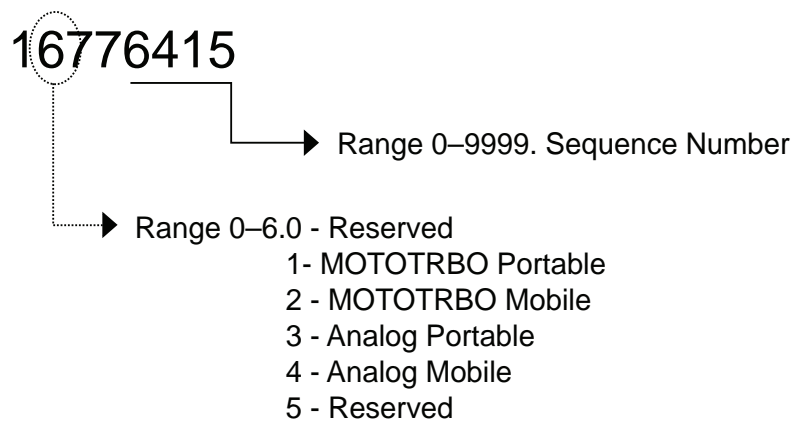 16776415
Range 0–9999. Sequence Number
Range 0–6.0 - Reserved
1- MOTOTRBO Portable
2 - MOTOTRBO Mobile
3 - Analog Portable
4 - Analog Mobile
5 - Reserved